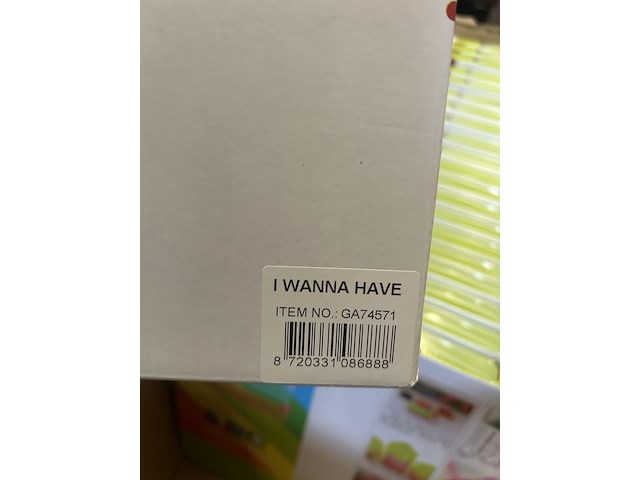 I WANNA HAVE
ITEM NO.: GA74571
8 720331 086888